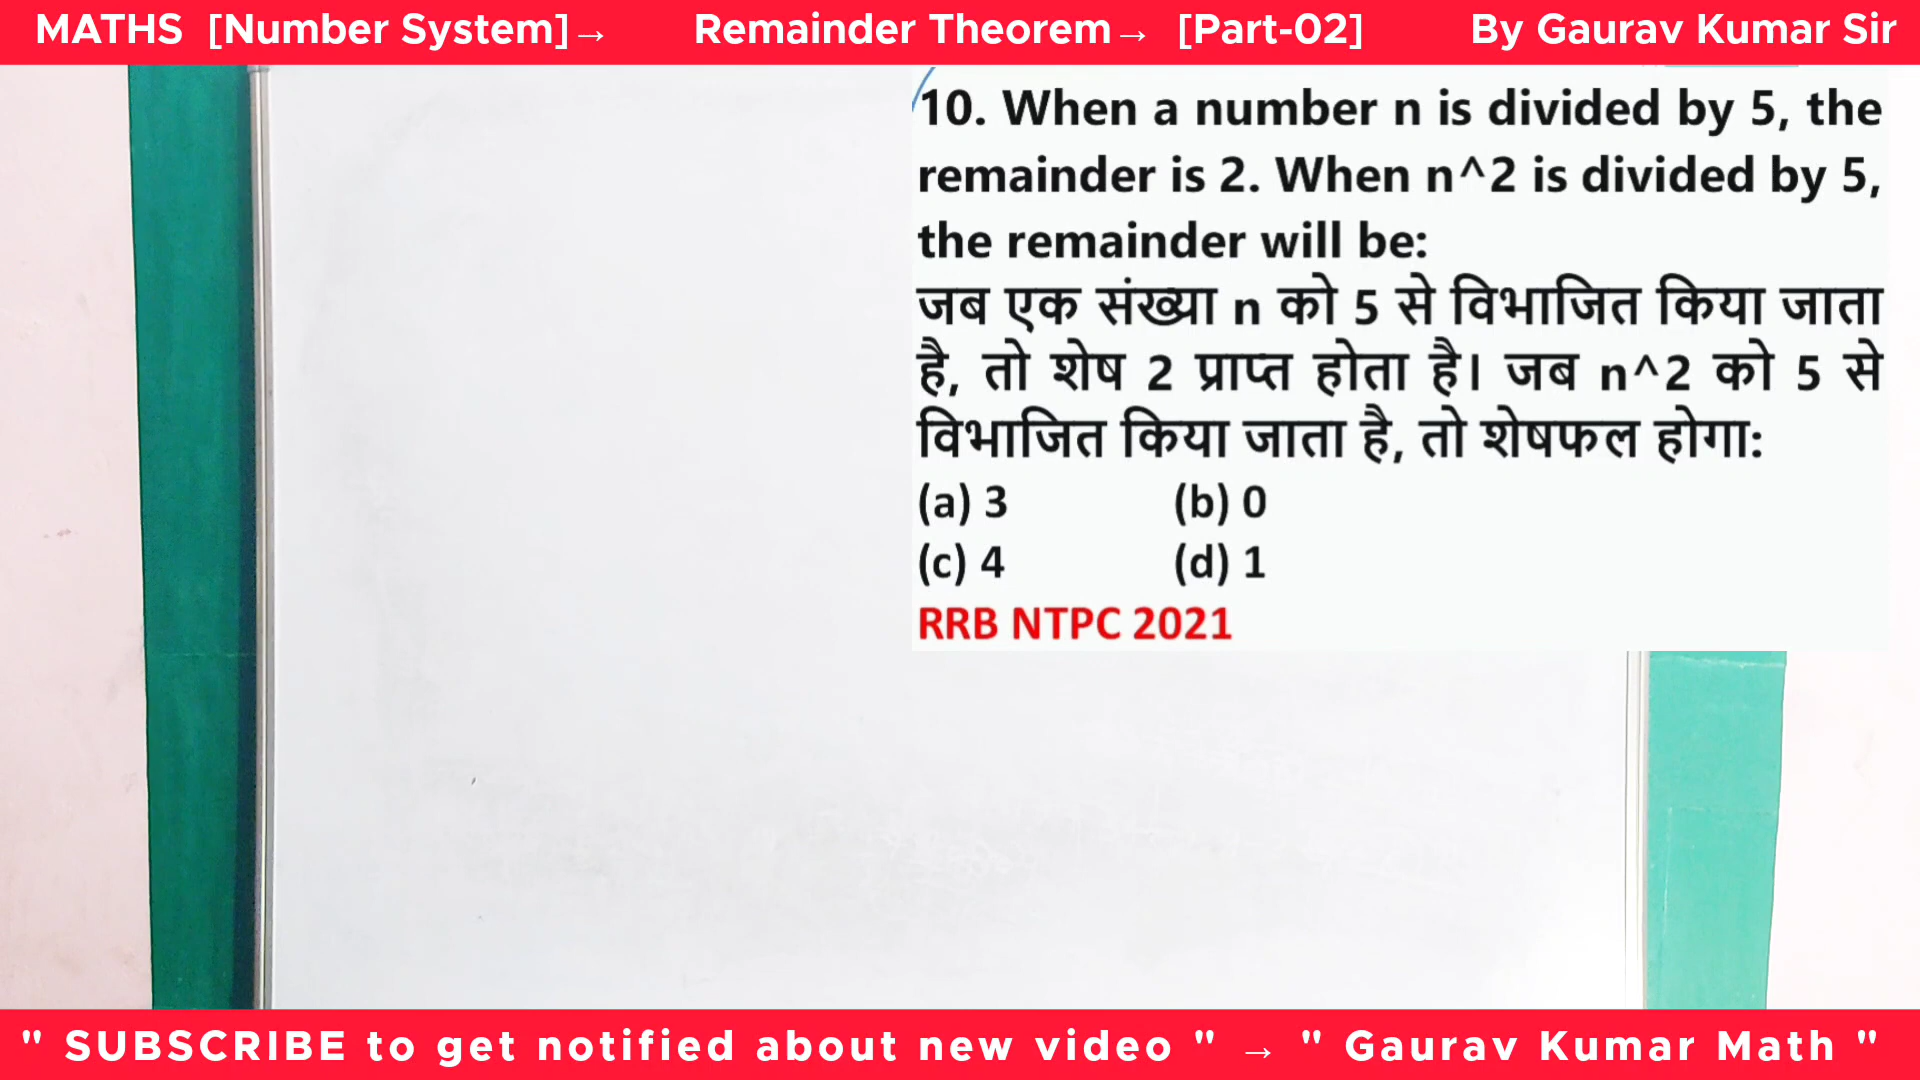 MATHS [Number System]→ Remainder Theorem→ [Part-02] By Gaurav Kumar Sir
10. When a number n is divided by 5, the
remainder is 2. When n^2 is divided by 5,
the remainder will be:
जब एक संख्या n को 5 से विभाजित किया जाता
है, तो शेष 2 प्राप्त होता है। जब n^2 को 5 से
विभाजित किया जाता है, तो शेषफल होगा:
(a) 3 (b) 0
(c) 4 (d) 1
RRB NTPC 2021
" SUBSCRIBE to get notified about new video " → " Gaurav Kumar Math "